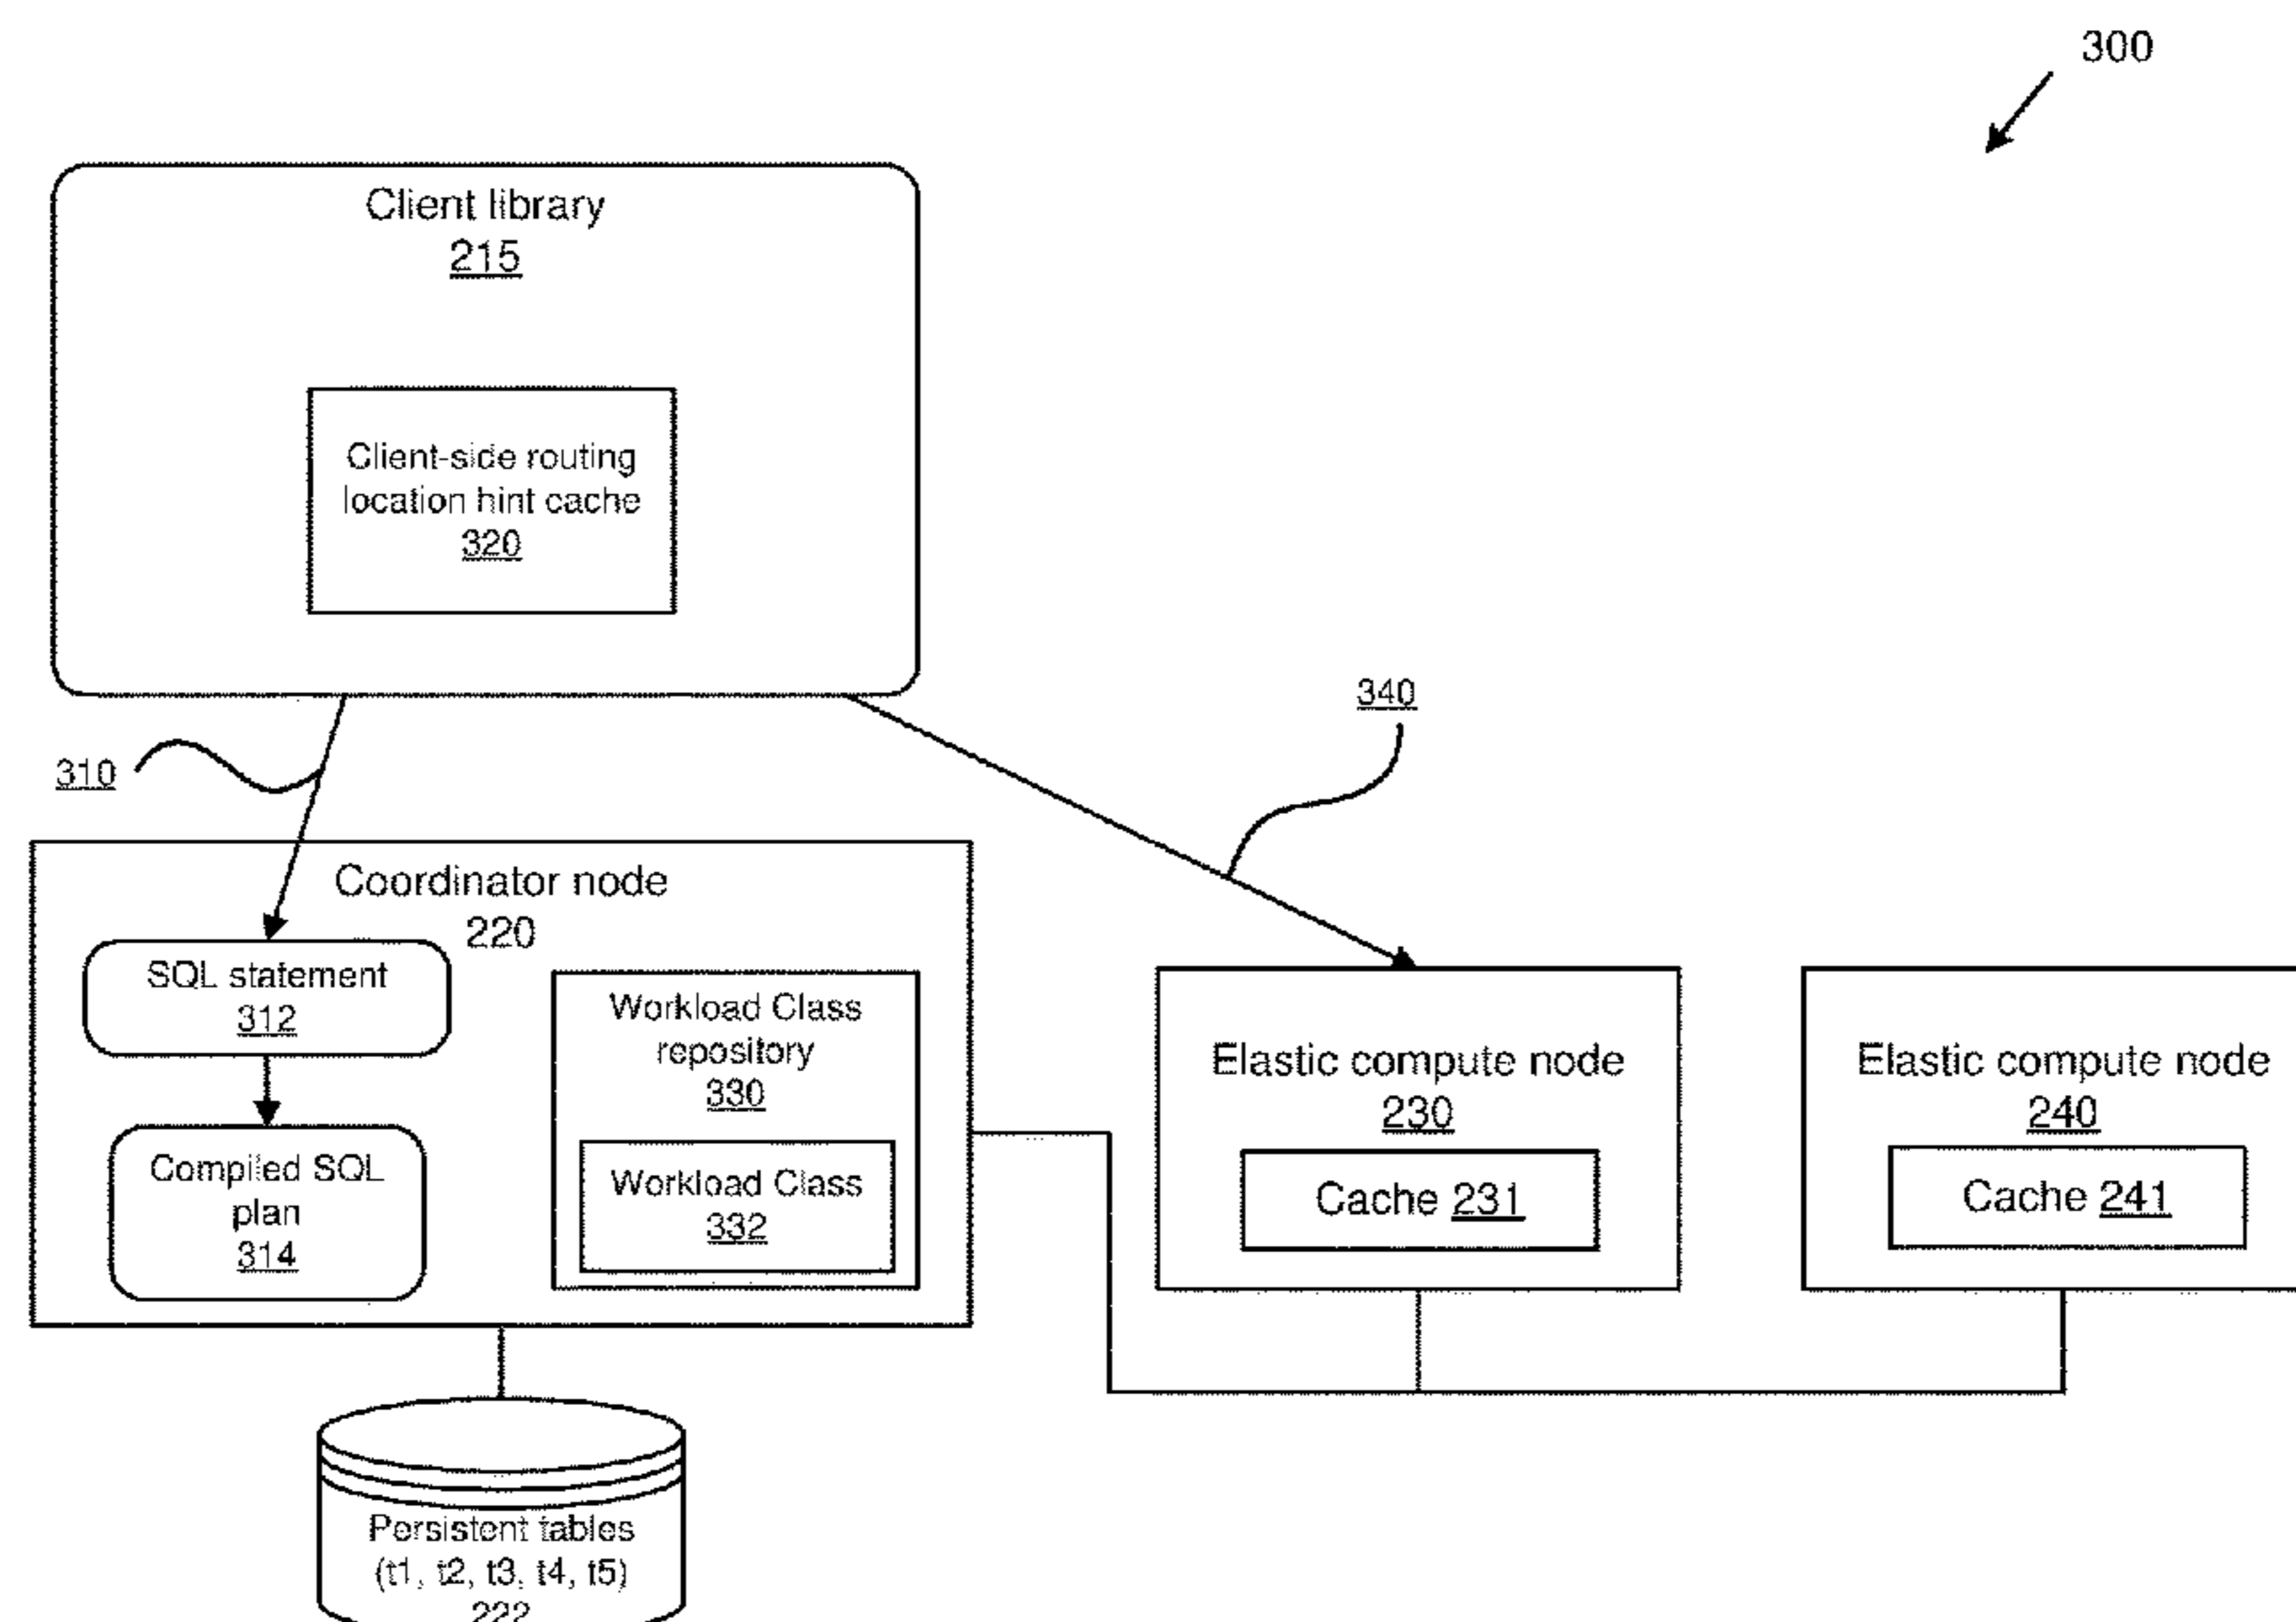 300
Client library
215
Client-side routing
location hint cache
320
340
310
Coordinator node
220
SQL statement
312
Compiled SQL
plan
314
Workload Class
repository
330
Workload Class
332
Elastic compute node
230
Cache 231
Elastic compute node
240
Cache 241
Persistent tables
(t1, t2, t3, t4, t5)
222